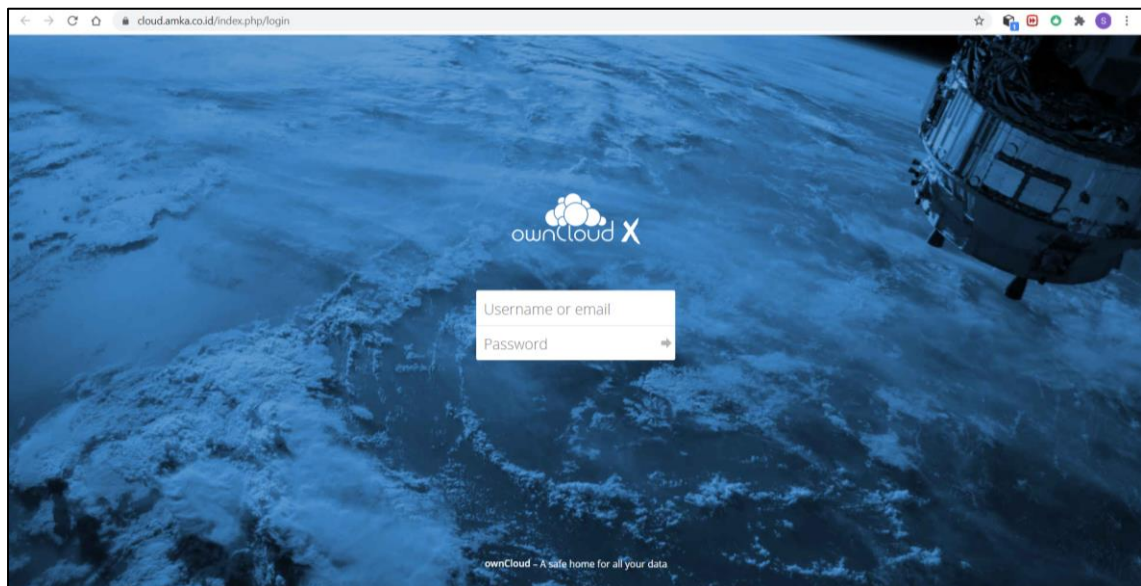 cloud.amka.co.id/index.php/login
S
1
ownCloud X
Username or email
Password
ownCloud – A safe home for all your data